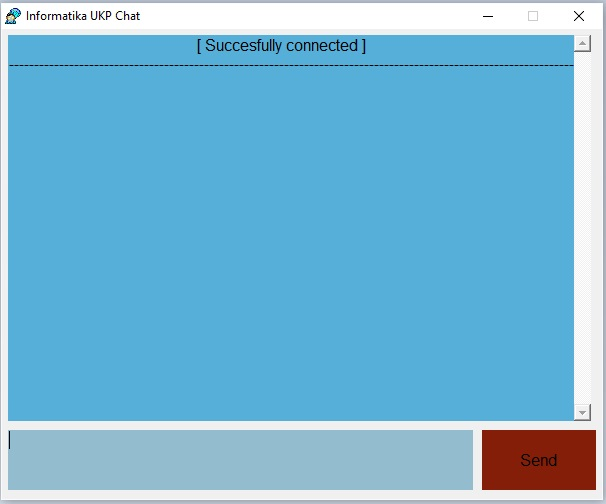 Informatika UKP Chat
[ Succesfully connected ]
Send